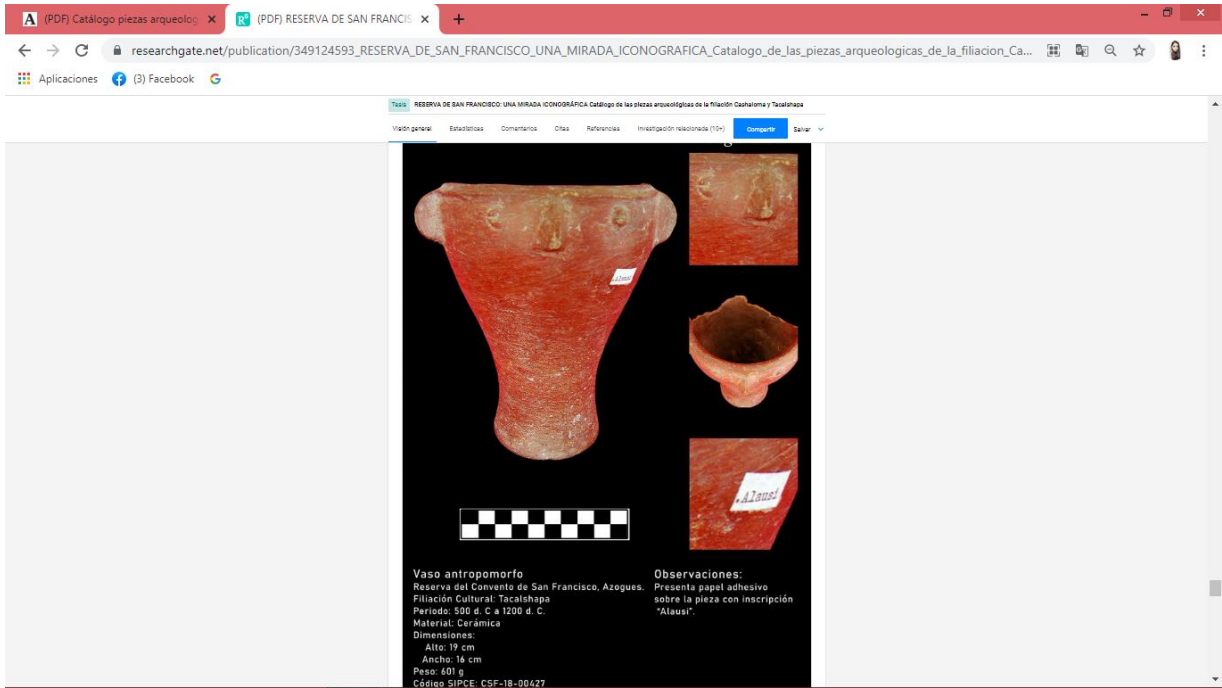 (PDF) Catálogo piezas arqueolog
(PDF) RESERVA DE SAN FRANCIS
researchgate.net/publication/349124593_RESERVA_DE_SAN_FRANCISCO_UNA_MIRADA_ICONOGRAFICA_Catalogo_de_las_piezas_arqueologicas_de_la_filiacion_Ca...
Aplicaciones (3) Facebook
Tesis RESERVA DE SAN FRANCISCO: UNA MIRADA ICONOGRÁFICA Catálogo de las piezas arqueológicas de la filiación Cashaloma y Tacalshapa
Visión general Estadísticas Comentarios Citas Referencias Investigación relacionada (10+) Compartir Salvar
.Alausi
.Alausi
Vaso antropomorfo
Reserva del Convento de San Francisco, Azogues.
Filiación Cultural: Tacalshapa
Periodo: 500 d. C a 1200 d. C.
Material: Cerámica
Dimensiones:
Alto: 19 cm
Ancho: 16 cm
Peso: 601 g
Código SIPCE: CSF-18-00427
Observaciones:
Presenta papel adhesivo
sobre la pieza con inscripción
"Alausi".